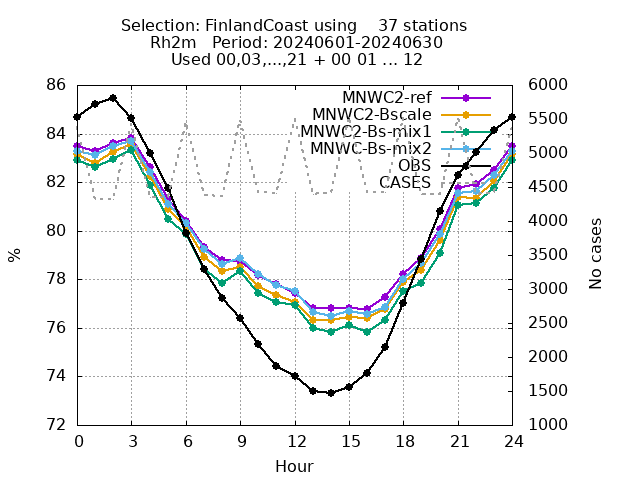 Selection: FinlandCoast using    37 stations
Rh2m   Period: 20240601-20240630
Used 00,03,...,21 + 00 01 ... 12
MNWC2-ref
MNWC2-Bscale
MNWC2-Bs-mix1
MNWC-Bs-mix2
OBS
CASES
86
84
82
80
78
76
74
72
%
6000
5500
5000
4500
4000
3500
3000
2500
2000
1500
1000
No cases
0 3 6 9 12 15 18 21 24
Hour